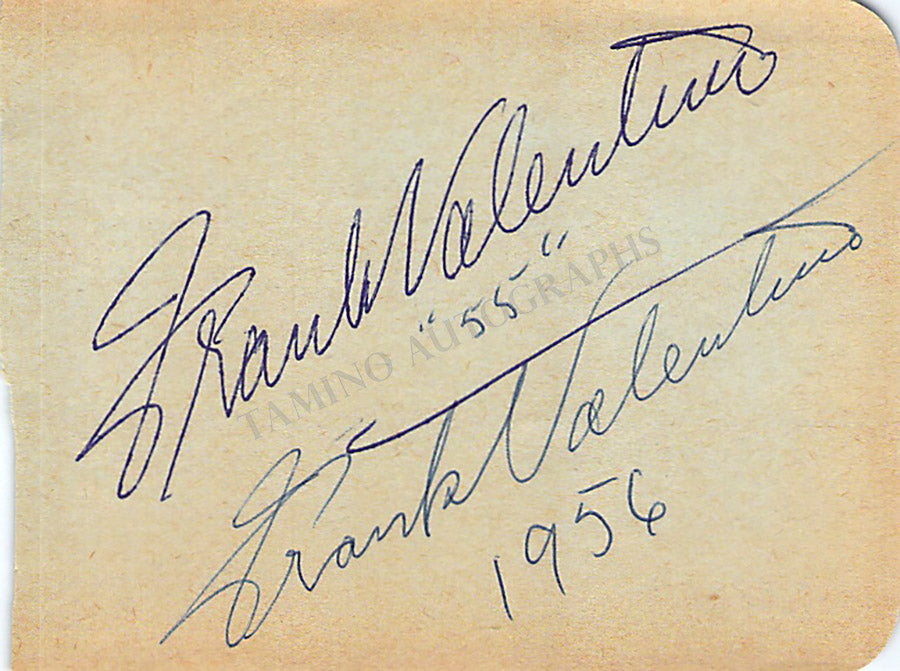 Frank Valentino
"55"
TAMINO AUTOGRAPHS
Frank Valentino
1956